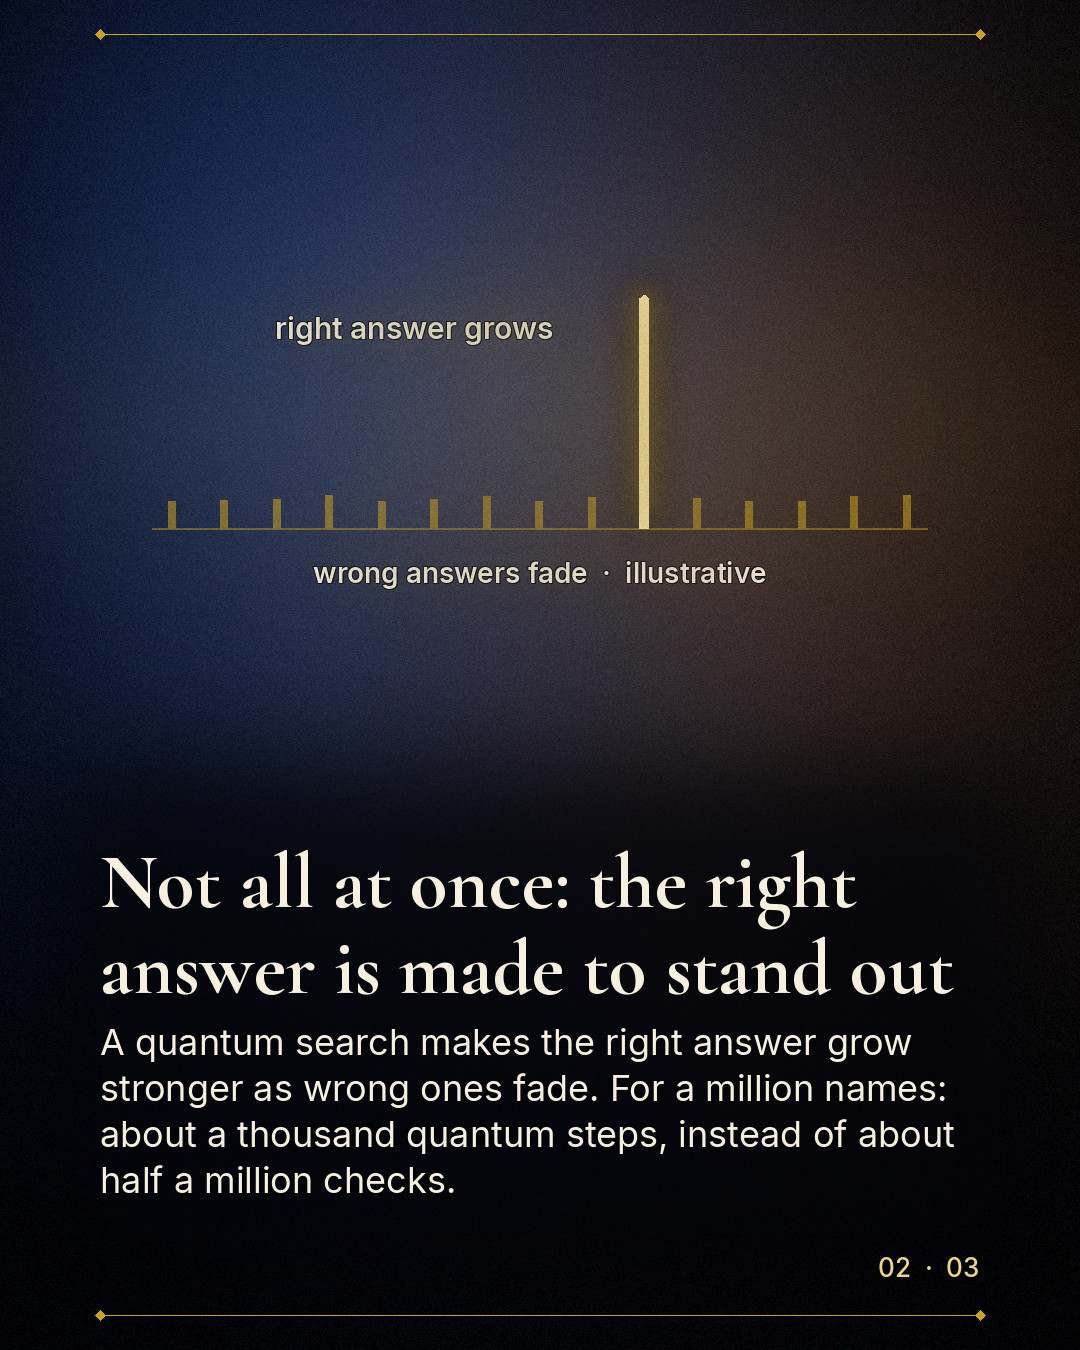 right answer grows
wrong answers fade · illustrative
Not all at once: the right
answer is made to stand out
A quantum search makes the right answer grow
stronger as wrong ones fade. For a million names:
about a thousand quantum steps, instead of about
half a million checks.
02 · 03